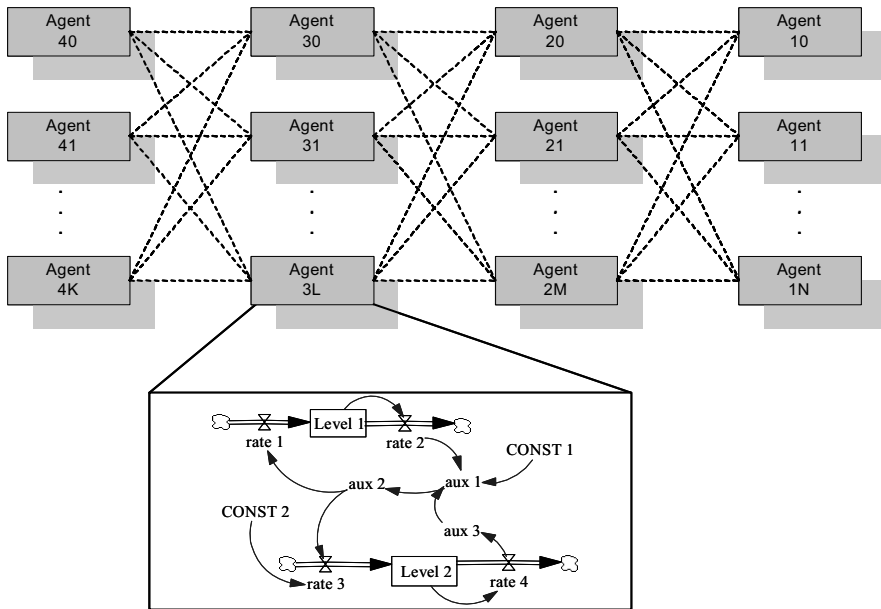 Agent
40
Agent
30
Agent
20
Agent
10
Agent
41
Agent
31
Agent
21
Agent
11
Agent
4K
Agent
3L
Agent
2M
Agent
1N
Level 1
rate 1
rate 2
CONST 1
aux 2
aux 1
CONST 2
aux 3
Level 2
rate 3
rate 4